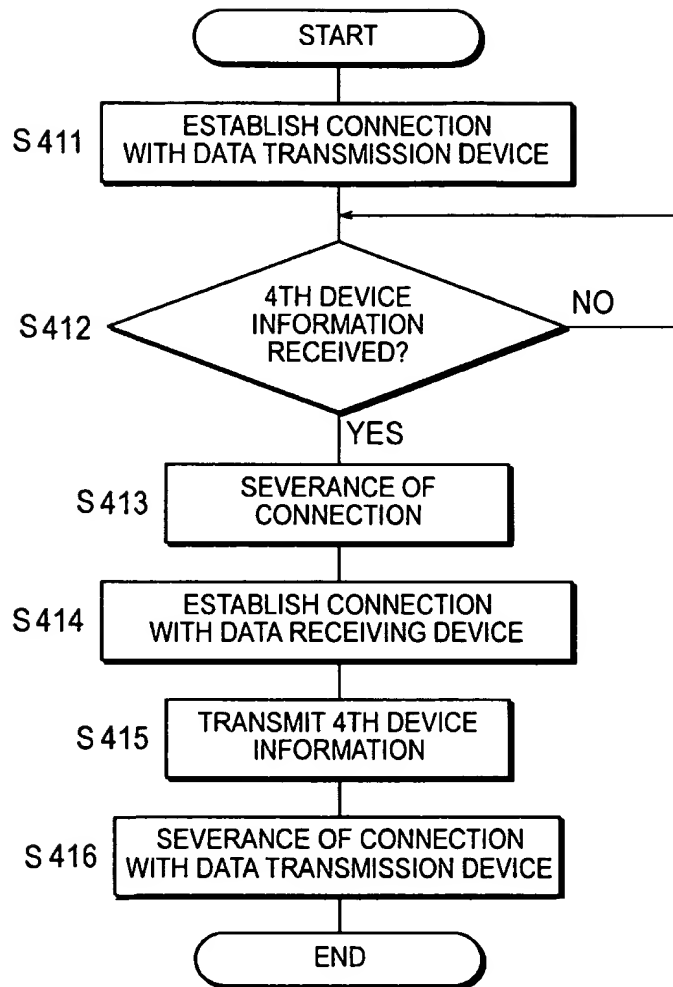 START
S411
ESTABLISH CONNECTION
WITH DATA TRANSMISSION DEVICE
S412
4TH DEVICE
INFORMATION
RECEIVED?
NO
YES
S413
SEVERANCE OF
CONNECTION
S414
ESTABLISH CONNECTION
WITH DATA RECEIVING DEVICE
S415
TRANSMIT 4TH DEVICE
INFORMATION
S416
SEVERANCE OF CONNECTION
WITH DATA TRANSMISSION DEVICE
END